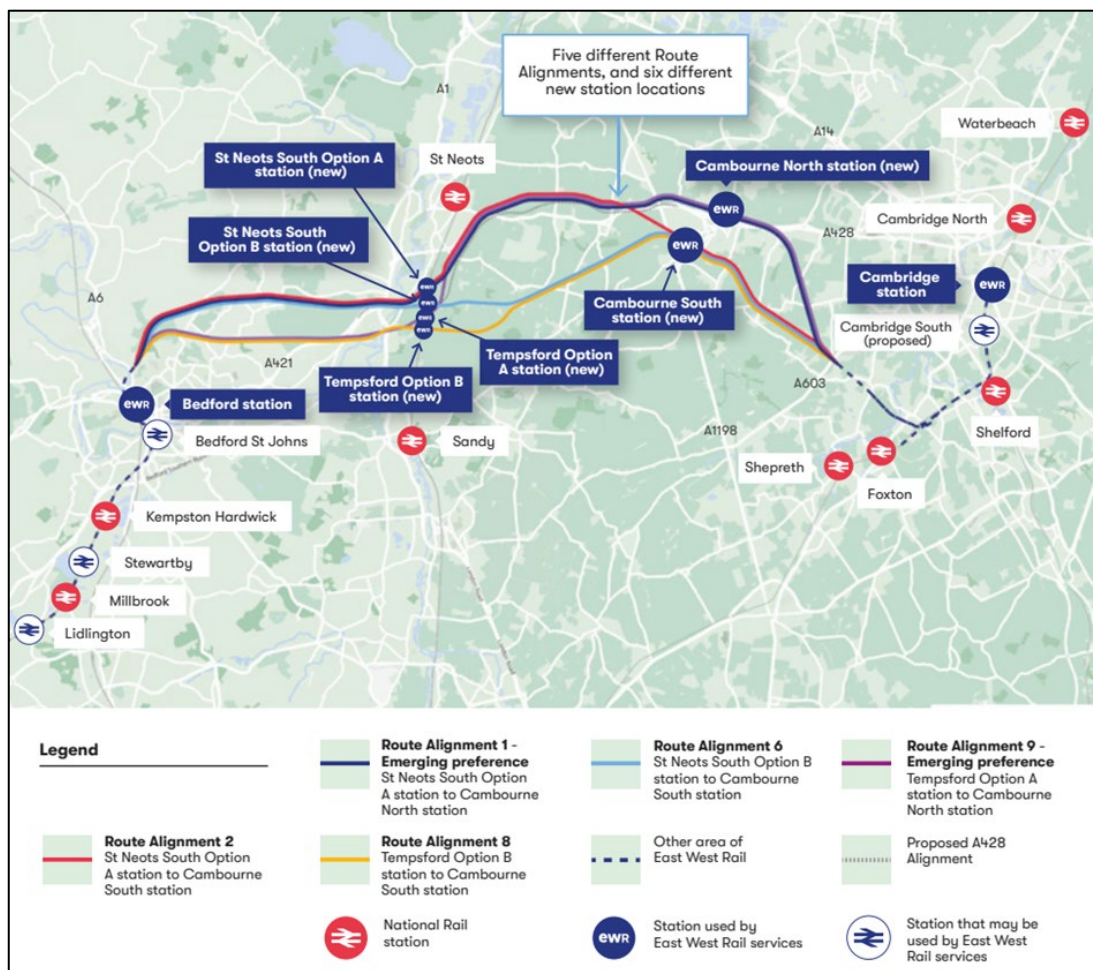 Five different Route
Alignments, and six different
new station locations
A1
A14
Waterbeach
St Neots South Option A
station (new)
St Neots
Cambourne North station (new)
St Neots South
Option B station (new)
Cambridge North
ewR
A428
Cambridge
station
ewR
A6
ewR
ewR
ewR
ewR
ewR
Cambourne South
station (new)
Cambridge South
(proposed)
A421
Tempsford Option B
station (new)
Tempsford Option
A station (new)
A603
ewR
Bedford station
Bedford St Johns
Sandy
A1198
Shelford
Shepreth
Foxton
Kempston Hardwick
Stewartby
Millbrook
Lidlington
Legend
Route Alignment 1 -
Emerging preference
St Neots South Option
A station to Cambourne
North station
Route Alignment 6
St Neots South Option B
station to Cambourne
South station
Route Alignment 9 -
Emerging preference
Tempsford Option A
station to Cambourne
North station
Route Alignment 2
St Neots South Option
A station to Cambourne
South station
Route Alignment 8
Tempsford Option B
station to Cambourne
South station
Other area of
East West Rail
Proposed A428
Alignment
National Rail
station
ewR
Station used by
East West Rail services
Station that may be
used by East West
Rail services